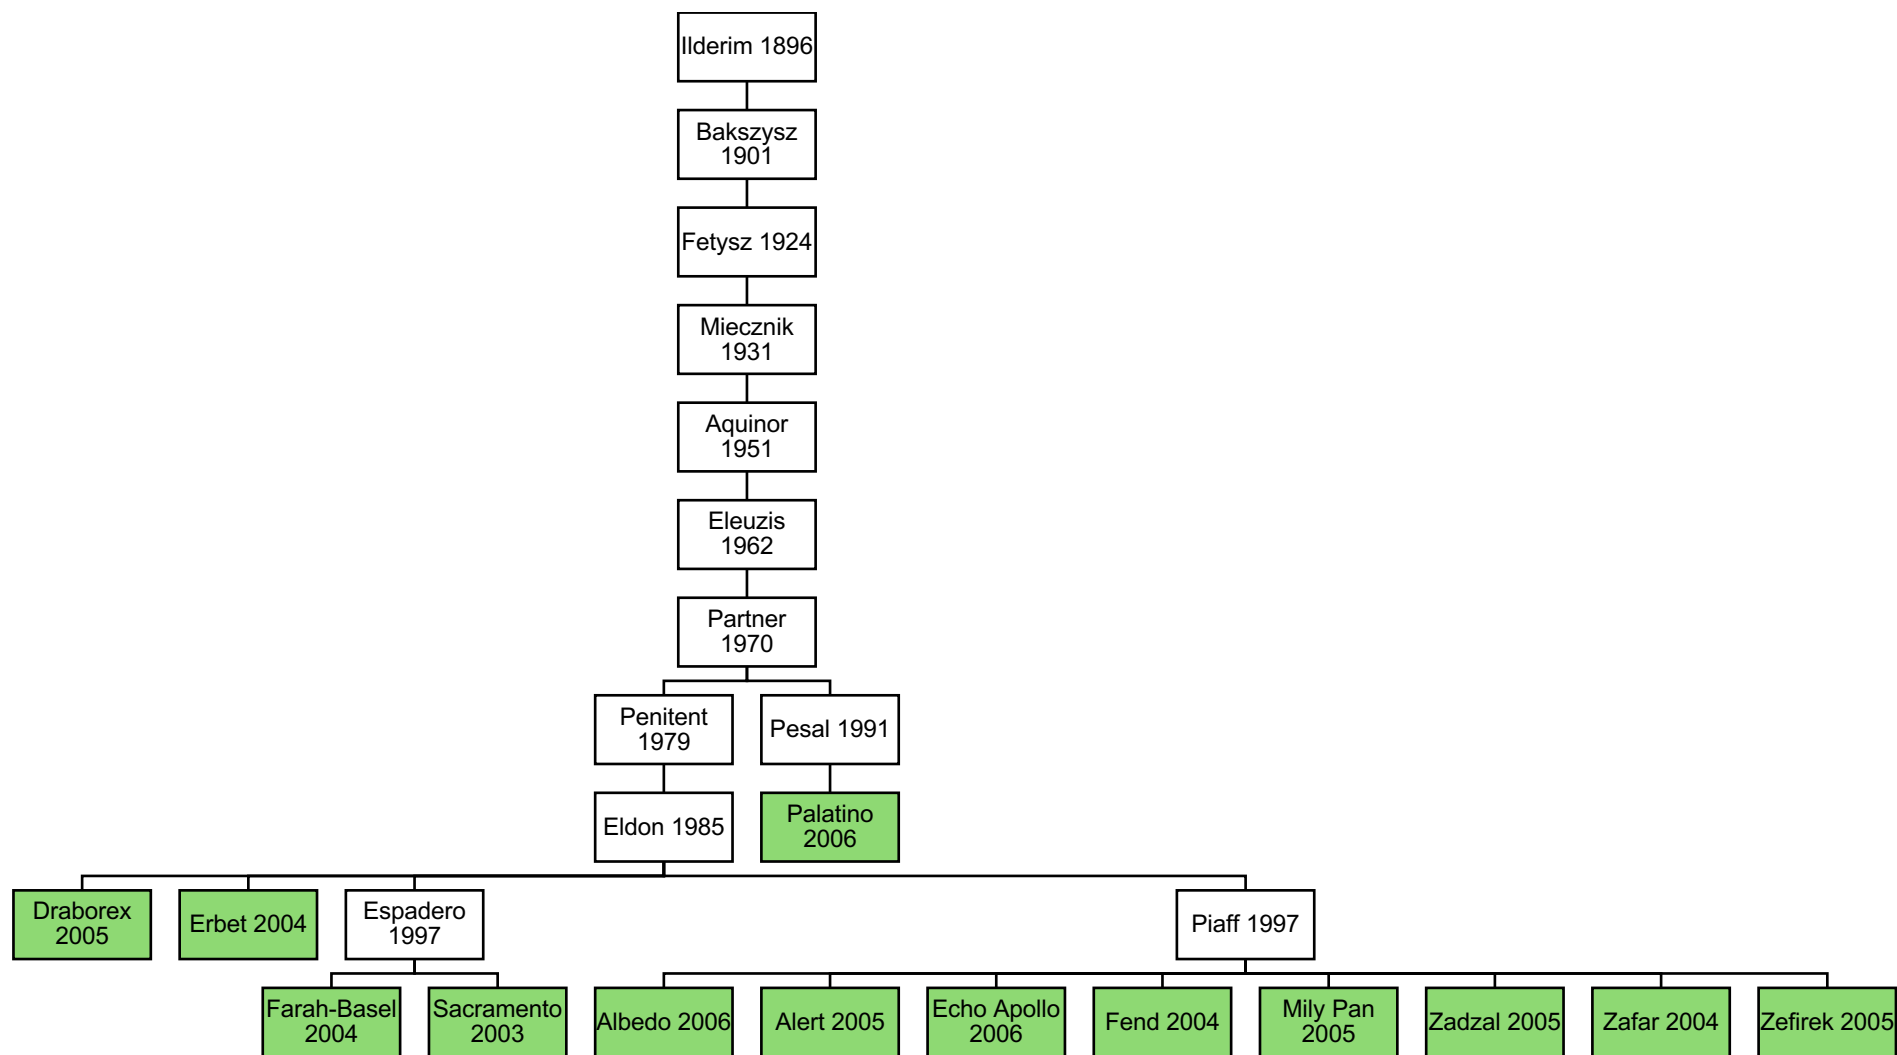 Ilderim 1896
Bakszysz
1901
Fetysz 1924
Miecznik
1931
Aquinor
1951
Eleuzis
1962
Partner
1970
Penitent
1979
Pesal 1991
Eldon 1985
Palatino
2006
Draborex
2005
Erbet 2004
Espadero
1997
Piaff 1997
Farah-Basel
2004
Sacramento
2003
Albedo 2006
Alert 2005
Echo Apollo
2006
Fend 2004
Mily Pan
2005
Zadzal 2005
Zafar 2004
Zefirek 2005